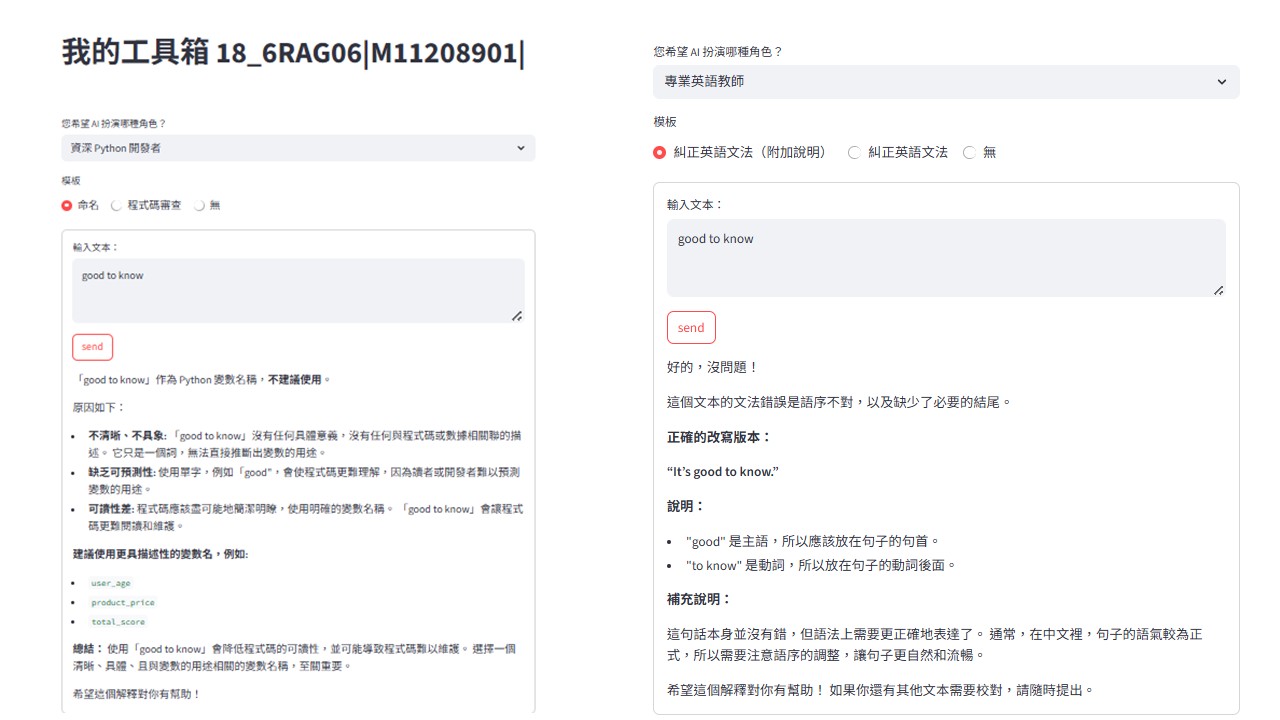 我的工具箱 18_6RAG06|M11208901|
您希望 AI 扮演哪種角色？
資深 Python 開發者
模板
命名 程式碼審查 無
輸入文本：
good to know
send
「good to know」作為 Python 變數名稱，不建議使用。
原因如下：
不清晰、不具象: 「good to know」沒有任何具體意義，沒有任何與程式碼或數據相關聯的描
述。 它只是一個詞，無法直接推斷出變數的用途。
缺乏可預測性: 使用單字，例如「good"，會使程式碼更難理解，因為讀者或開發者難以預測
變數的用途。
可讀性差: 程式碼應該盡可能地簡潔明瞭，使用明確的變數名稱。 「good to know」會讓程式
碼更難閱讀和維護。
建議使用更具描述性的變數名，例如:
user_age
product_price
total_score
總結： 使用「good to know」會降低程式碼的可讀性，並可能導致程式碼難以維護。 選擇一個
清晰、具體、且與變數的用途相關的變數名稱，至關重要。
希望這個解釋對你有幫助！
您希望 AI 扮演哪種角色？
專業英語教師
模板
糾正英語文法（附加說明） 糾正英語文法 無
輸入文本：
good to know
send
好的，沒問題！
這個文本的文法錯誤是語序不對，以及缺少了必要的結尾。
正確的改寫版本：
“It’s good to know.”
說明：
"good" 是主語，所以應該放在句子的句首。
"to know" 是動詞，所以放在句子的動詞後面。
補充說明：
這句話本身並沒有錯，但語法上需要更正確地表達了。 通常，在中文裡，句子的語氣較為正
式，所以需要注意語序的調整，讓句子更自然和流暢。
希望這個解釋對你有幫助！ 如果你還有其他文本需要校對，請隨時提出。